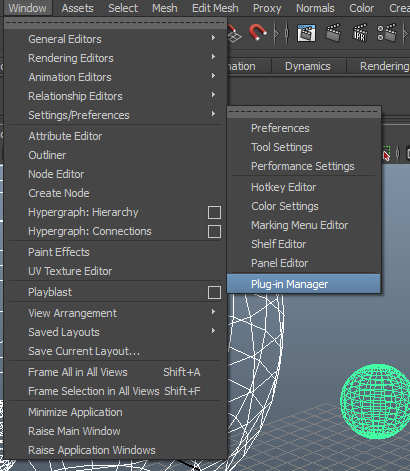 Window Assets Select Mesh Edit Mesh Proxy Normals Color
Dynamics Rendering
General Editors
Rendering Editors
Animation Editors
Relationship Editors
Settings/Preferences
Attribute Editor
Outliner
Node Editor
Create Node
Hypergraph: Hierarchy
Hypergraph: Connections
Paint Effects
UV Texture Editor
Playblast
View Arrangement
Saved Layouts
Save Current Layout...
Frame All in All Views Shift+A
Frame Selection in All Views Shift+F
Minimize Application
Raise Main Window
Raise Application Windows
Preferences
Tool Settings
Performance Settings
Hotkey Editor
Color Settings
Marking Menu Editor
Shelf Editor
Panel Editor
Plug-in Manager